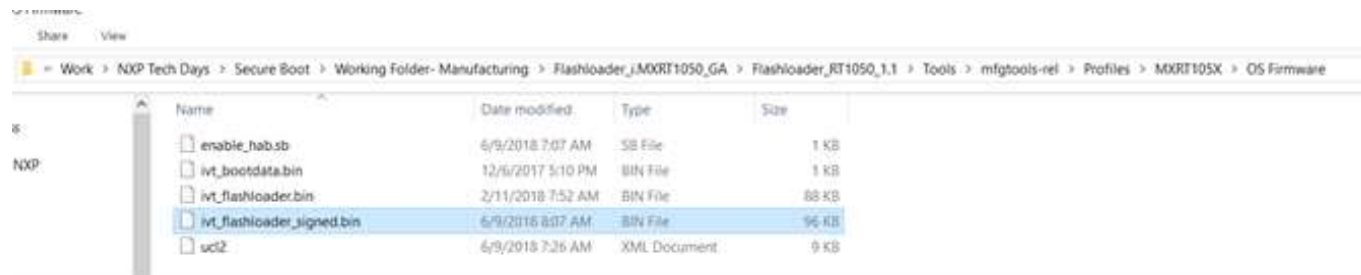 Share View
Work > NXP Tech Days > Secure Boot > Working Folder- Manufacturing > Flashloader_i.MXRT1050_GA > Flashloader_RT1050_1.1 > Tools > mfgtools-rel > Profiles > MXRT105X > OS Firmware
Name Date modified Type Size
enable_hab.sb 6/9/2018 7:07 AM SB File 1 KB
NXP ivt_bootdata.bin 12/6/2017 5:10 PM BIN File 1 KB
ivt_flashloader.bin 2/11/2018 7:52 AM BIN File 88 KB
ivt_flashloader_signed.bin 6/9/2018 8:07 AM BIN File 96 KB
ucl2 6/9/2018 7:26 AM XML Document 9 KB